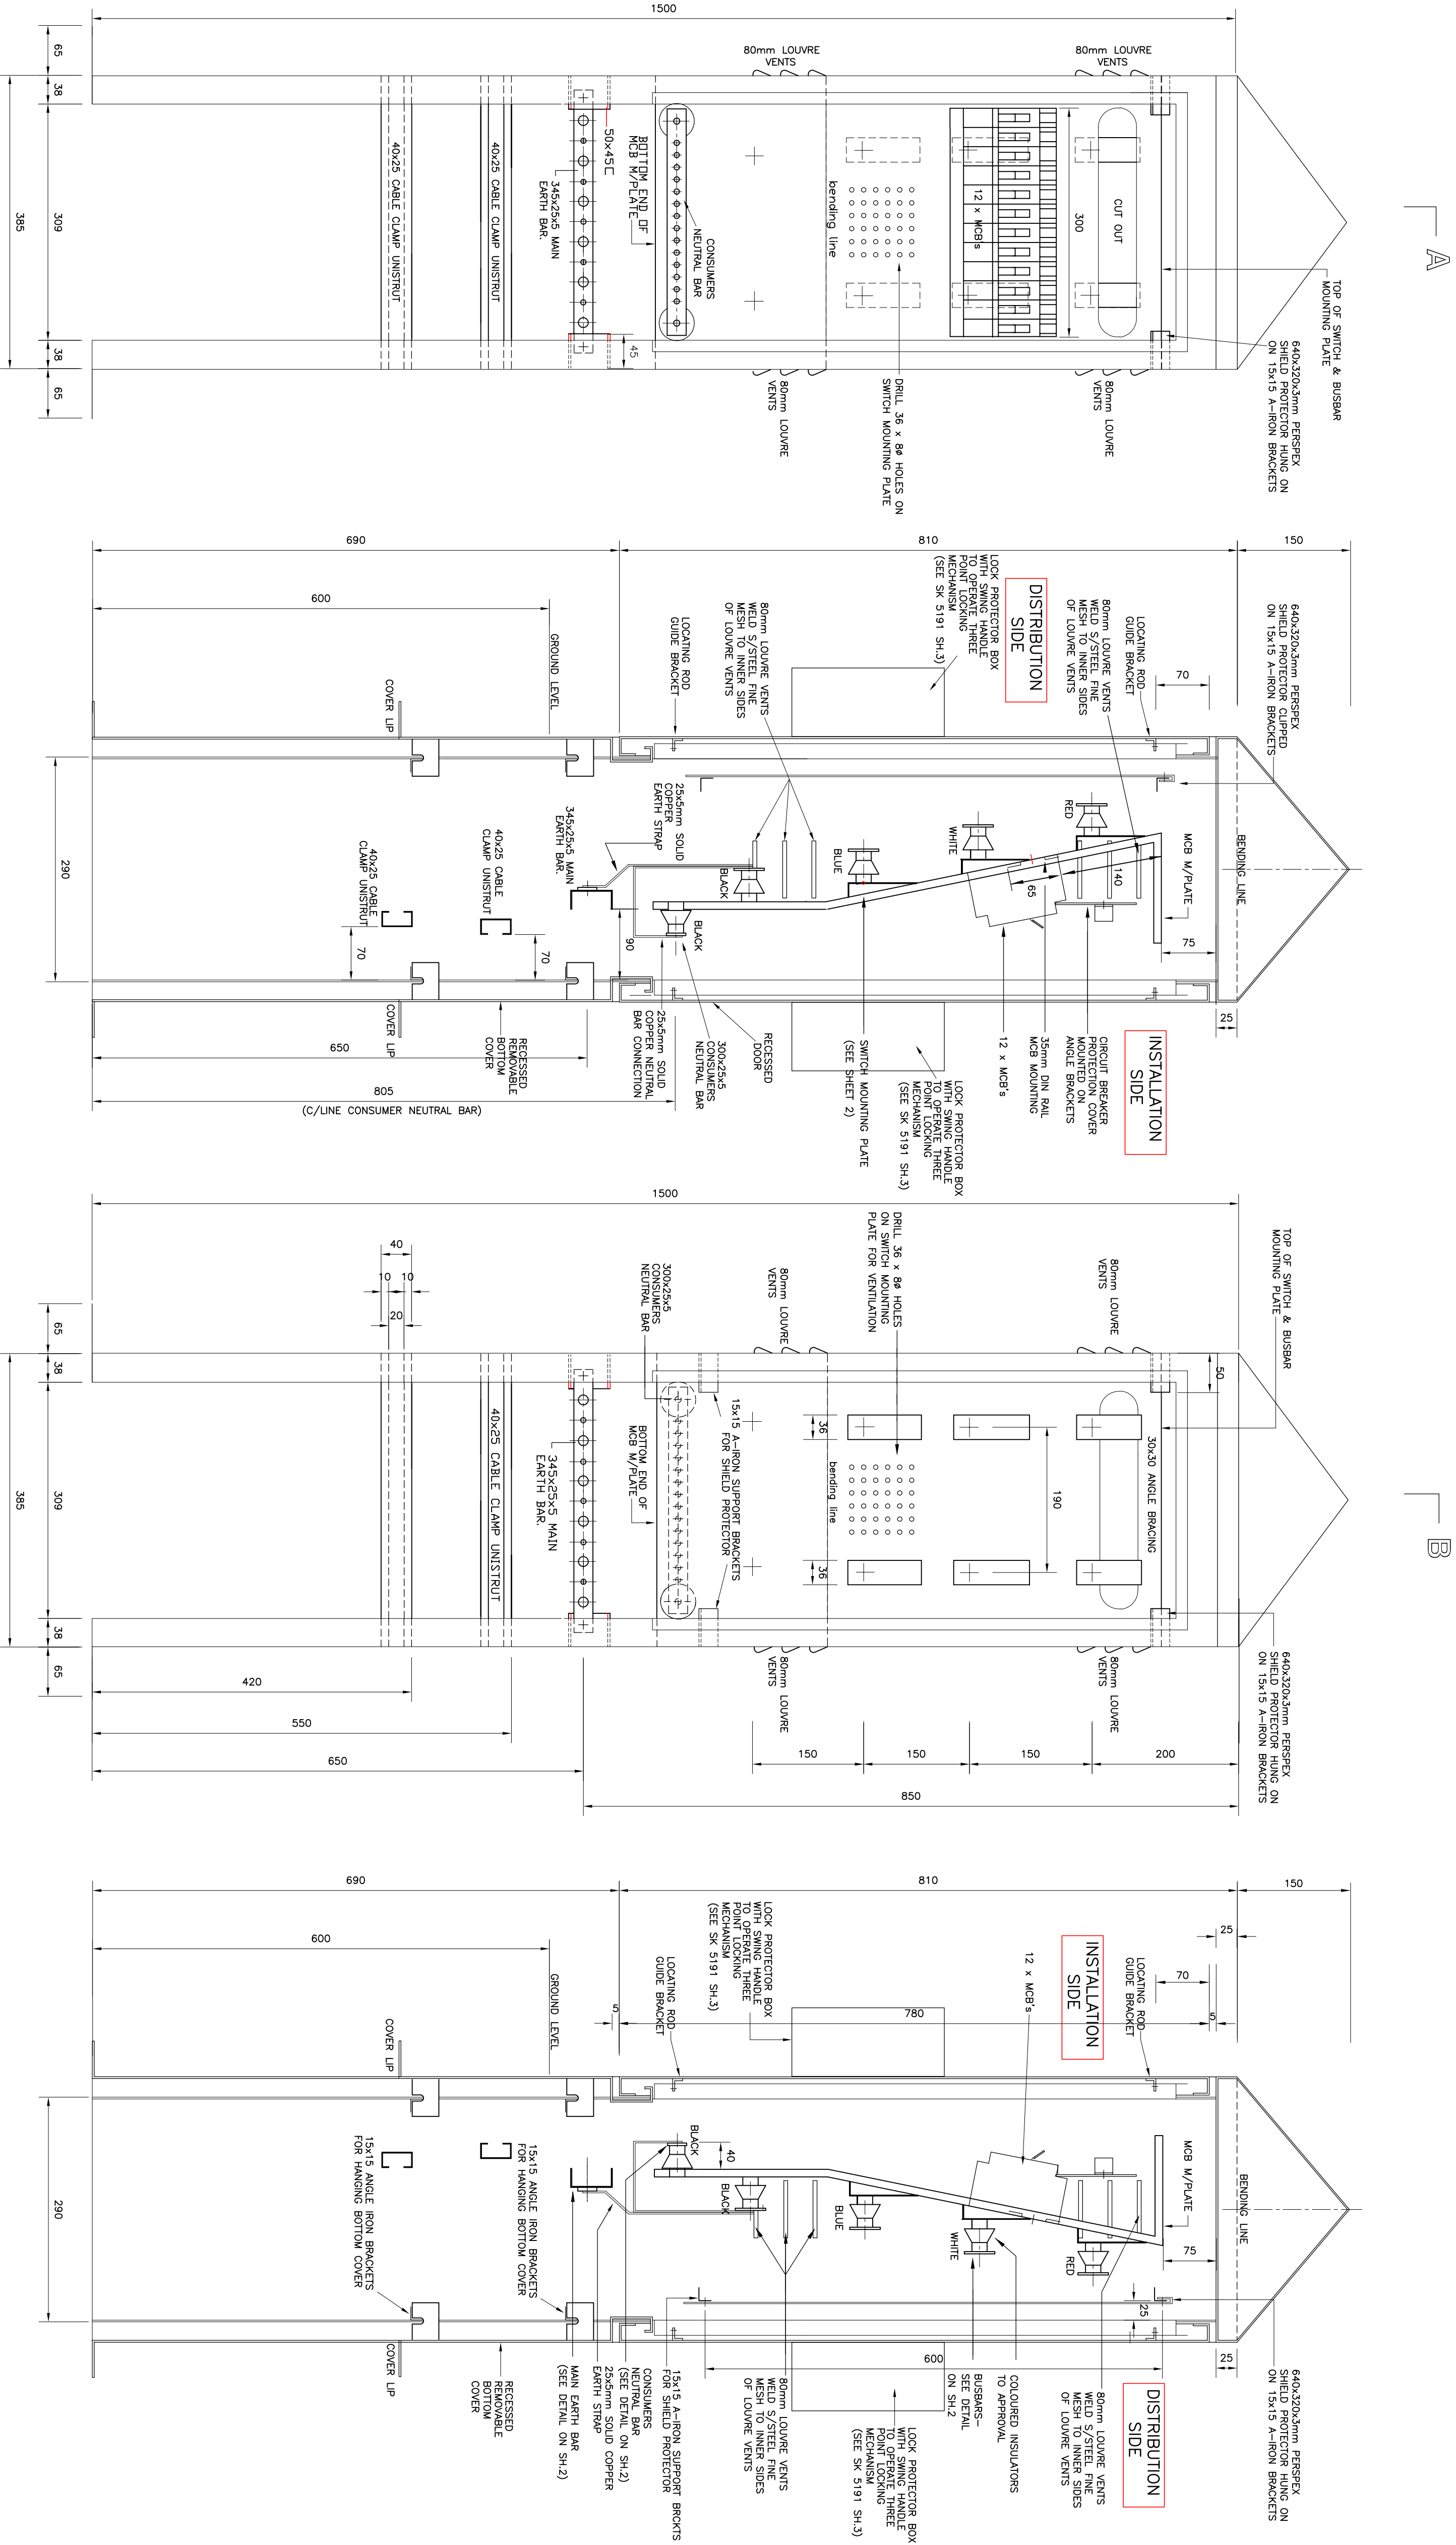 A
1500
65
38
385
309
38
65
80mm LOUVRE
VENTS
80mm LOUVRE
VENTS
TOP OF SWITCH & BUSBAR
MOUNTING PLATE
640x320x3mm PERSPEX
SHIELD PROTECTOR HUNG ON
ON 15x15 A-IRON BRACKETS
CUT OUT
300
12 x MCB's
bending line
DRILL 36 x 8ø HOLES ON
SWITCH MOUNTING PLATE
80mm LOUVRE
VENTS
80mm LOUVRE
VENTS
CONSUMERS
NEUTRAL BAR
BOTTOM END OF
MCB M/PLATE
50x45
345x25x5 MAIN
EARTH BAR.
45
40x25 CABLE CLAMP UNISTRUT
40x25 CABLE CLAMP UNISTRUT
690
810
150
600
GROUND LEVEL
COVER LIP
LOCK PROTECTOR BOX
WITH SWING HANDLE
TO OPERATE THREE
POINT LOCKING
MECHANISM
(SEE SK 5191 SH.3)
DISTRIBUTION
SIDE
640x320x3mm PERSPEX
SHIELD PROTECTOR CLIPPED
ON 15x15 A-IRON BRACKETS
70
LOCATING ROD
GUIDE BRACKET
80mm LOUVRE VENTS
WELD S/STEEL FINE
MESH TO INNER SIDES
OF LOUVRE VENTS
80mm LOUVRE VENTS
WELD S/STEEL FINE
MESH TO INNER SIDES
OF LOUVRE VENTS
LOCATING ROD
GUIDE BRACKET
BENDING LINE
MCB M/PLATE
RED
WHITE
BLUE
BLACK
BLACK
140
65
75
25
25x5mm SOLID
COPPER
EARTH STRAP
345x25x5 MAIN
EARTH BAR.
40x25 CABLE
CLAMP UNISTRUT
40x25 CABLE
CLAMP UNISTRUT
90
70
70
290
INSTALLATION
SIDE
CIRCUIT BREAKER
PROTECTION COVER
MOUNTED ON
ANGLE BRACKETS
35mm DIN RAIL
MCB MOUNTING
12 x MCB's
LOCK PROTECTOR BOX
WITH SWING HANDLE
TO OPERATE THREE
POINT LOCKING
MECHANISM
(SEE SK 5191 SH.3)
SWITCH MOUNTING PLATE
(SEE SHEET 2)
RECESSED
DOOR
300x25x5
CONSUMERS
NEUTRAL BAR
25x5mm SOLID
COPPER NEUTRAL
BAR CONNECTION
RECESSED
REMOVABLE
BOTTOM
COVER
COVER LIP
650
805
(C/LINE CONSUMER NEUTRAL BAR)
B
1500
40
10
10
20
65
38
385
309
38
65
TOP OF SWITCH & BUSBAR
MOUNTING PLATE
80mm LOUVRE
VENTS
DRILL 36 x 8ø HOLES
ON SWITCH MOUNTING
PLATE FOR VENTILATION
80mm LOUVRE
VENTS
300x25x5
CONSUMERS
NEUTRAL BAR
50
30x30 ANGLE BRACING
36
190
36
bending line
15x15 A-IRON SUPPORT BRACKETS
FOR SHIELD PROTECTOR
BOTTOM END OF
MCB M/PLATE
345x25x5 MAIN
EARTH BAR.
40x25 CABLE CLAMP UNISTRUT
640x320x3mm PERSPEX
SHIELD PROTECTOR HUNG ON
ON 15x15 A-IRON BRACKETS
80mm LOUVRE
VENTS
80mm LOUVRE
VENTS
420
550
650
150
150
150
200
850
690
810
150
600
GROUND LEVEL
COVER LIP
LOCK PROTECTOR BOX
WITH SWING HANDLE
TO OPERATE THREE
POINT LOCKING
MECHANISM
(SEE SK 5191 SH.3)
25
INSTALLATION
SIDE
70
LOCATING ROD
GUIDE BRACKET
12 x MCB's
5
780
5
LOCATING ROD
GUIDE BRACKET
BENDING LINE
MCB M/PLATE
75
RED
WHITE
BLUE
BLACK
BLACK
40
25
25
600
290
15x15 ANGLE IRON BRACKETS
FOR HANGING BOTTOM COVER
15x15 ANGLE IRON BRACKETS
FOR HANGING BOTTOM COVER
640x320x3mm PERSPEX
SHIELD PROTECTOR HUNG ON
ON 15x15 A-IRON BRACKETS
DISTRIBUTION
SIDE
80mm LOUVRE VENTS
WELD S/STEEL FINE
MESH TO INNER SIDES
OF LOUVRE VENTS
COLOURED INSULATORS
TO APPROVAL
BUSBARS-
SEE DETAIL
ON SH.2
LOCK PROTECTOR BOX
WITH SWING HANDLE
TO OPERATE THREE
POINT LOCKING
MECHANISM
(SEE SK 5191 SH.3)
80mm LOUVRE VENTS
WELD S/STEEL FINE
MESH TO INNER SIDES
OF LOUVRE VENTS
15x15 A-IRON SUPPORT BRCKTS
FOR SHIELD PROTECTOR
CONSUMERS
NEUTRAL BAR
(SEE DETAIL ON SH.2)
25x5mm SOLID COPPER
EARTH STRAP
MAIN EARTH BAR
(SEE DETAIL ON SH.2)
RECESSED
REMOVABLE
BOTTOM
COVER
COVER LIP